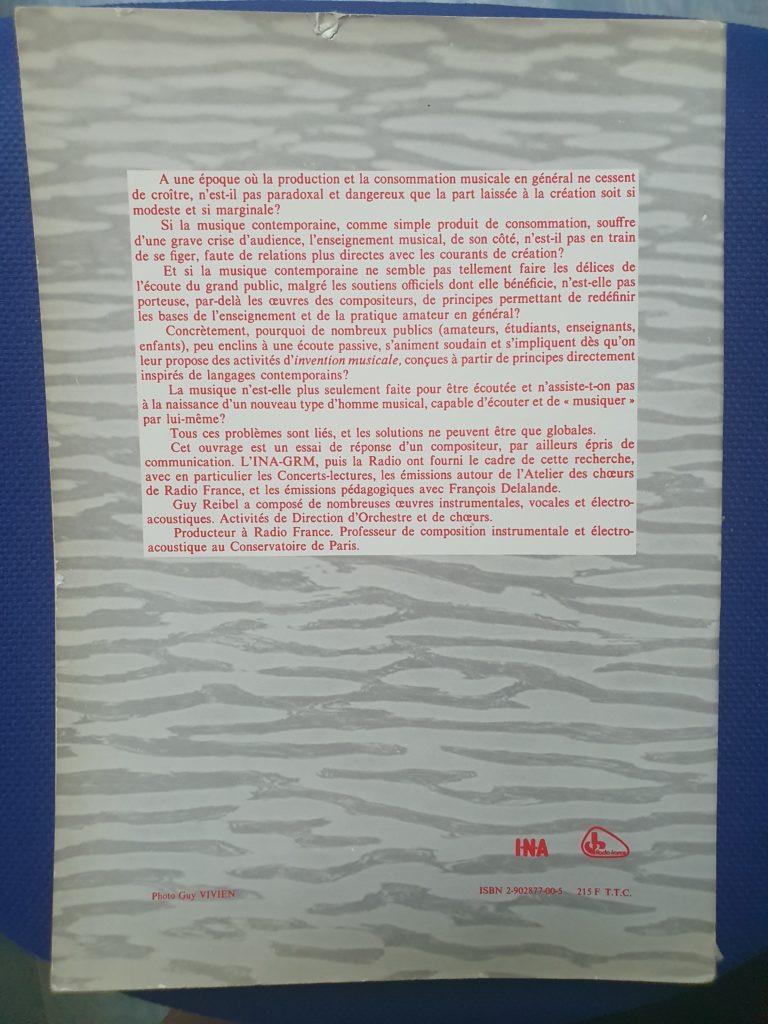 A une époque où la production et la consommation musicale en général ne cessent
de croître, n'est-il pas paradoxal et dangereux que la part laissée à la création soit si
modeste et si marginale?
Si la musique contemporaine, comme simple produit de consommation, souffre
d'une grave crise d'audience, l'enseignement musical, de son côté, n'est-il pas en train
de se figer, faute de relations plus directes avec les courants de création?
Et si la musique contemporaine ne semble pas tellement faire les délices de
l'écoute du grand public, malgré les soutiens officiels dont elle bénéficie, n'est-elle pas
porteuse, par-delà les œuvres des compositeurs, de principes permettant de redéfinir
les bases de l'enseignement et de la pratique amateur en général?
Concrètement, pourquoi de nombreux publics (amateurs, étudiants, enseignants,
enfants), peu enclins à une écoute passive, s'animent soudain et s'impliquent dès qu'on
leur propose des activités d'invention musicale, conçues à partir de principes directement
inspirés de langages contemporains?
La musique n'est-elle plus seulement faite pour être écoutée et n'assiste-t-on pas
à la naissance d'un nouveau type d'homme musical, capable d'écouter et de « musiquer »
par lui-même?
Tous ces problèmes sont liés, et les solutions ne peuvent être que globales.
Cet ouvrage est un essai de réponse d'un compositeur, par ailleurs épris de
communication. L'INA-GRM, puis la Radio ont fourni le cadre de cette recherche,
avec en particulier les Concerts-lectures, les émissions autour de l'Atelier des chœurs
de Radio France, et les émissions pédagogiques avec François Delalande.
Guy Reibel a composé de nombreuses œuvres instrumentales, vocales et électro-
acoustiques. Activités de Direction d'Orchestre et de chœurs.
Producteur à Radio France. Professeur de composition instrumentale et électro-
acoustique au Conservatoire de Paris.
INA
Radio france
Photo Guy VIVIEN
ISBN 2-902877-00-5 215 F T.T.C.